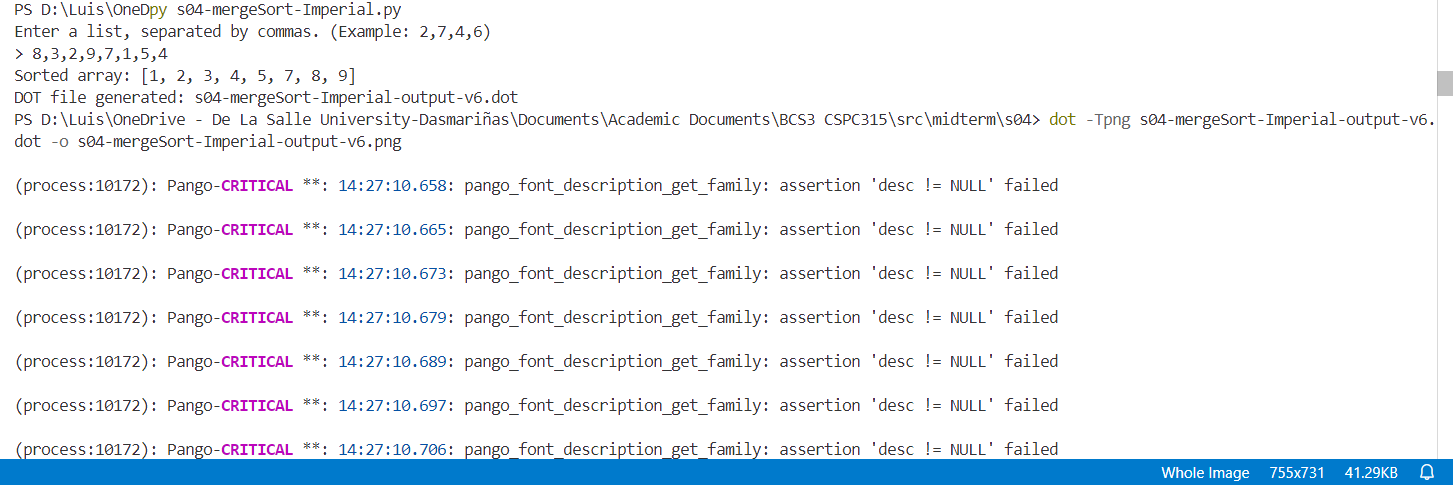 PS D:\Luis\OneDpy s04-mergeSort-Imperial.py
Enter a list, separated by commas. (Example: 2,7,4,6)
> 8,3,2,9,7,1,5,4
Sorted array: [1, 2, 3, 4, 5, 7, 8, 9]
DOT file generated: s04-mergeSort-Imperial-output-v6.dot
PS D:\Luis\OneDrive - De La Salle University-Dasmariñas\Documents\Academic Documents\BCS3 CSPC315\src\midterm\s04> dot -Tpng s04-mergeSort-Imperial-output-v6.
dot -o s04-mergeSort-Imperial-output-v6.png
(process:10172): Pango-CRITICAL **: 14:27:10.658: pango_font_description_get_family: assertion 'desc != NULL' failed
(process:10172): Pango-CRITICAL **: 14:27:10.665: pango_font_description_get_family: assertion 'desc != NULL' failed
(process:10172): Pango-CRITICAL **: 14:27:10.673: pango_font_description_get_family: assertion 'desc != NULL' failed
(process:10172): Pango-CRITICAL **: 14:27:10.679: pango_font_description_get_family: assertion 'desc != NULL' failed
(process:10172): Pango-CRITICAL **: 14:27:10.689: pango_font_description_get_family: assertion 'desc != NULL' failed
(process:10172): Pango-CRITICAL **: 14:27:10.697: pango_font_description_get_family: assertion 'desc != NULL' failed
(process:10172): Pango-CRITICAL **: 14:27:10.706: pango_font_description_get_family: assertion 'desc != NULL' failed
Whole Image 755x731 41.29KB